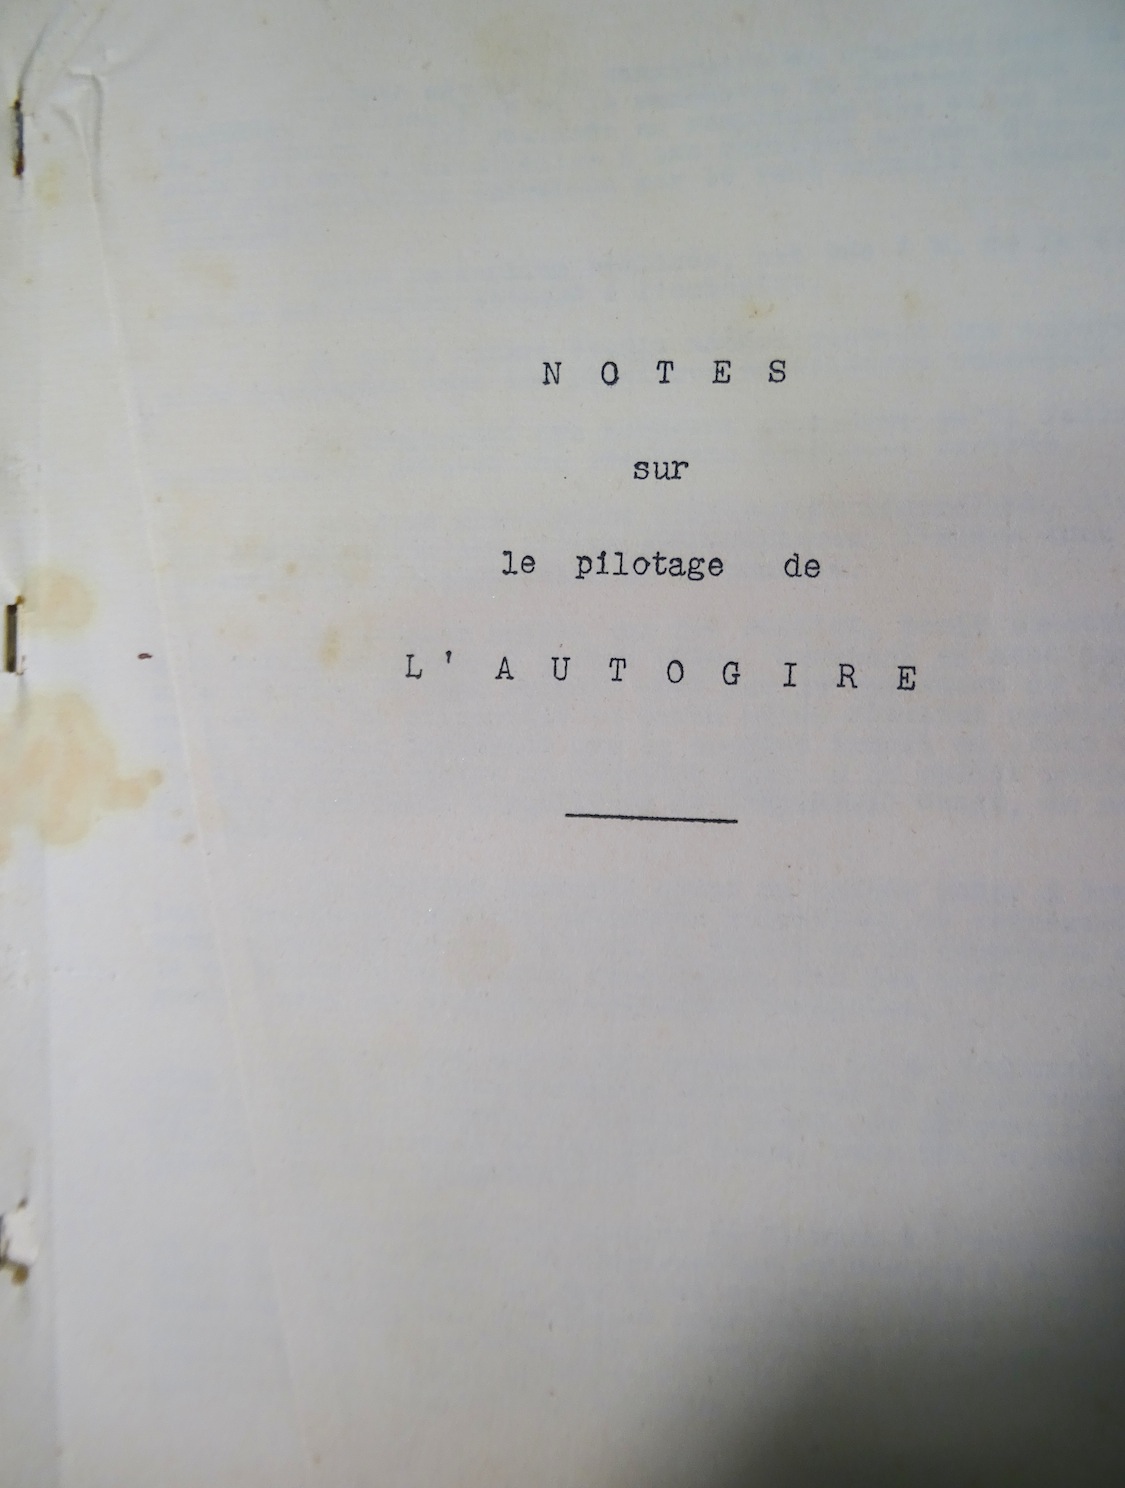 N O T E S
sur
le pilotage de
L ' A U T O G I R E